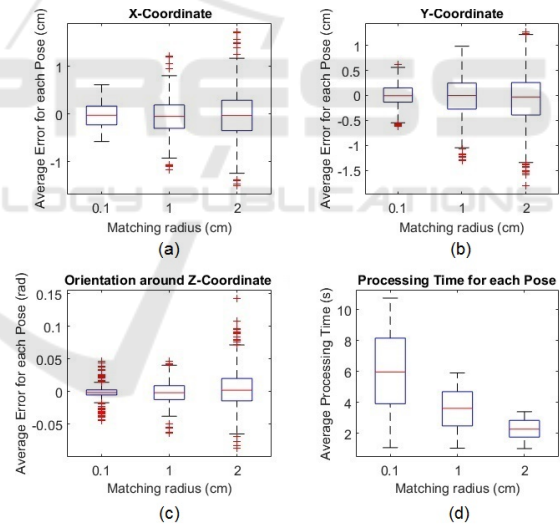 X-Coordinate
Average Error for each Pose (cm)
1
0
-1
0.1 1 2
Matching radius (cm)
(a)
Y-Coordinate
Average Error for each Pose (cm)
1
0.5
0
-0.5
-1
-1.5
0.1 1 2
Matching radius (cm)
(b)
Orientation around Z-Coordinate
Average Error for each Pose (rad)
0.15
0.1
0.05
0
-0.05
0.1 1 2
Matching radius (cm)
(c)
Processing Time for each Pose
Average Processing Time (s)
10
8
6
4
2
0.1 1 2
Matching radius (cm)
(d)
PRESS
LOGY PUBLICATIONS